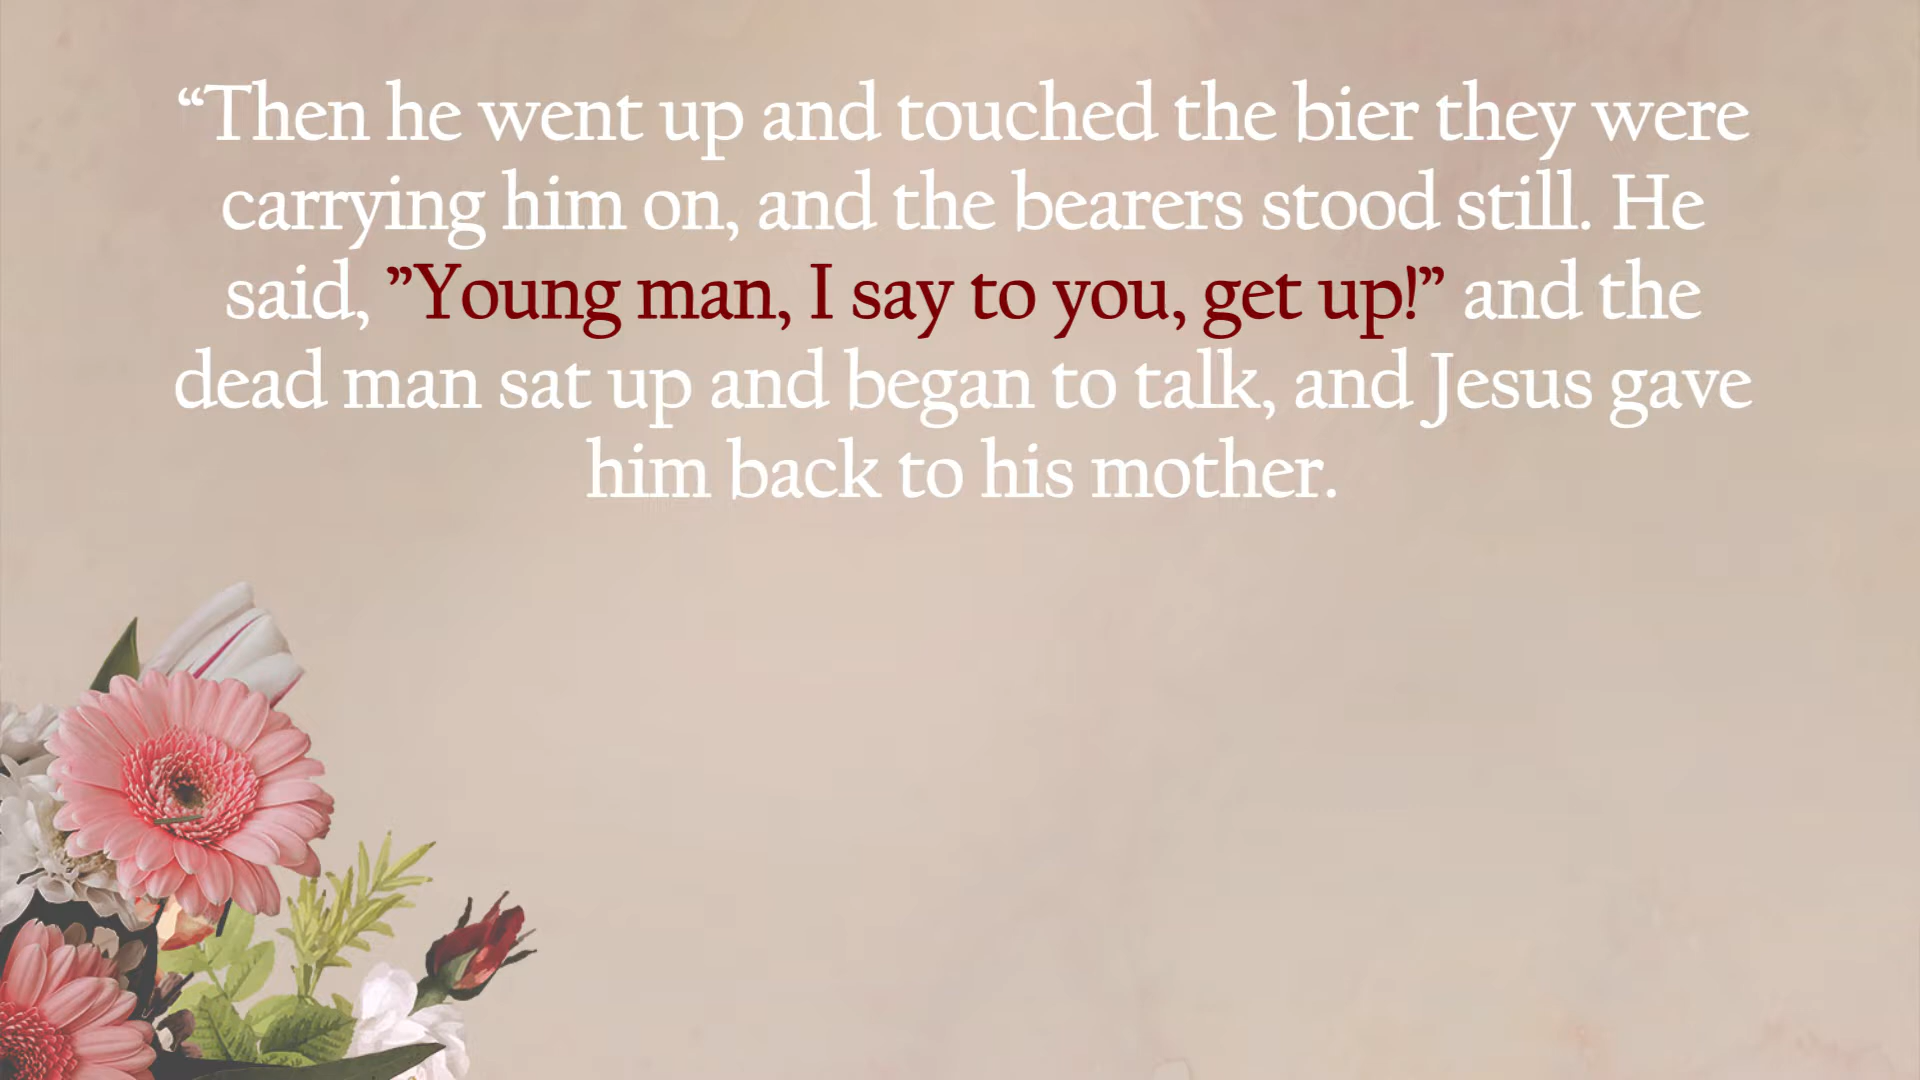 “Then he went up and touched the bier they were
carrying him on, and the bearers stood still. He
said, ”Young man, I say to you, get up!” and the
dead man sat up and began to talk, and Jesus gave
him back to his mother.